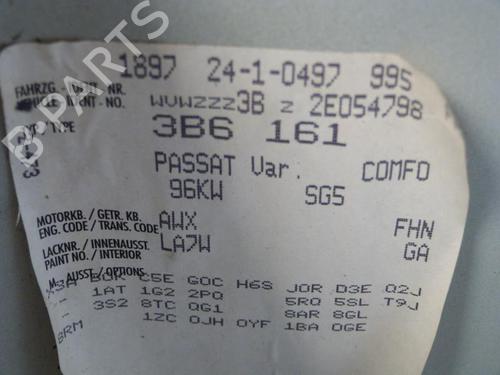 B PARTS
1897 24-1-0497 995
FAHRZG.-IDENT-NR.
VEHICLE-IDENT-NO. WVWZZZ3B Z 2E054798
TYP/TYPE 3B6 161
PASSAT Var. COMFO
96KW SG5
MOTORKB./GETR.KB.
ENG. CODE/TRANS.CODE AWX FHN
LACKNR./INNENAUSST. LA7W GA
PAINT NO./INTERIOR
M.-AUSST./OPTIONS
C5E G0C H6S J0R D3E Q2J
1AT 1G2 2PQ 5RQ 5SL T9J
3S2 8TC QG1 8AR 8GL
8RM 1ZC 0JH 0YF 1BA 0GE